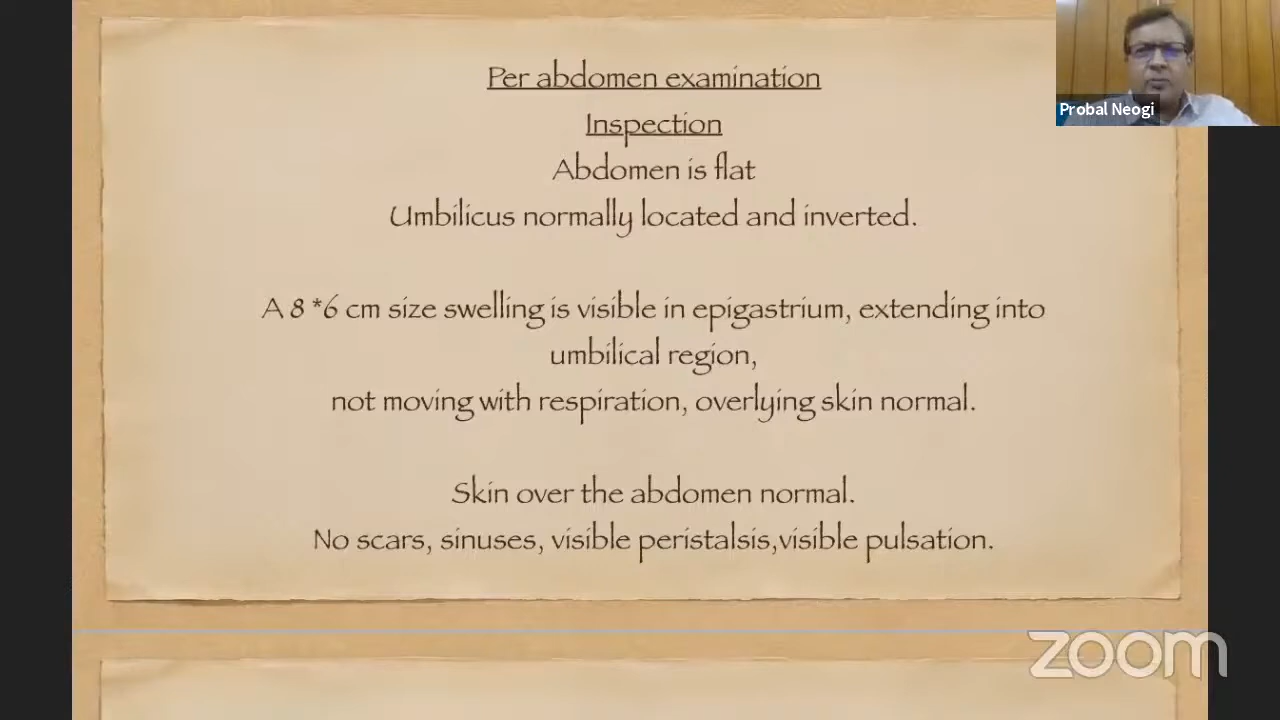 Per abdomen examination
Inspection
Abdomen is flat
Umbilicus normally located and inverted.
A 8 *6 cm size swelling is visible in epigastrium, extending into
umbilical region,
not moving with respiration, overlying skin normal.
Skin over the abdomen normal.
No scars, sinuses, visible peristalsis,visible pulsation.
Probal Neogi
zoom